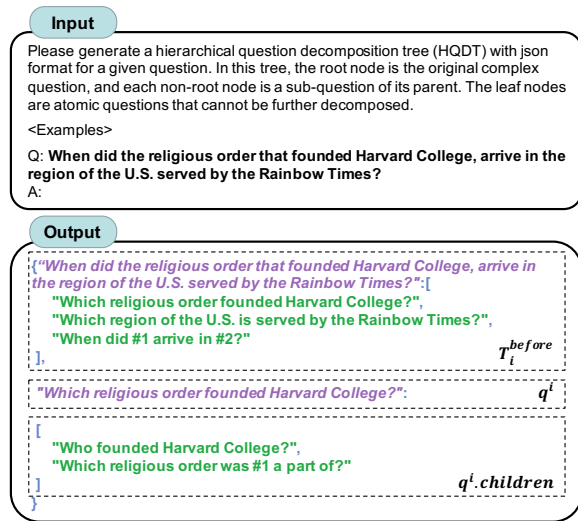 Input
Please generate a hierarchical question decomposition tree (HQDT) with json
format for a given question. In this tree, the root node is the original complex
question, and each non-root node is a sub-question of its parent. The leaf nodes
are atomic questions that cannot be further decomposed.
<Examples>
Q: When did the religious order that founded Harvard College, arrive in the
region of the U.S. served by the Rainbow Times?
A:
Output
{"When did the religious order that founded Harvard College, arrive in
the region of the U.S. served by the Rainbow Times?":[
"Which religious order founded Harvard College?",
"Which region of the U.S. is served by the Rainbow Times?",
"When did #1 arrive in #2?"
],
T_i^before
"Which religious order founded Harvard College?":
q^i
[
"Who founded Harvard College?",
"Which religious order was #1 a part of?"
]
q^i.children
}